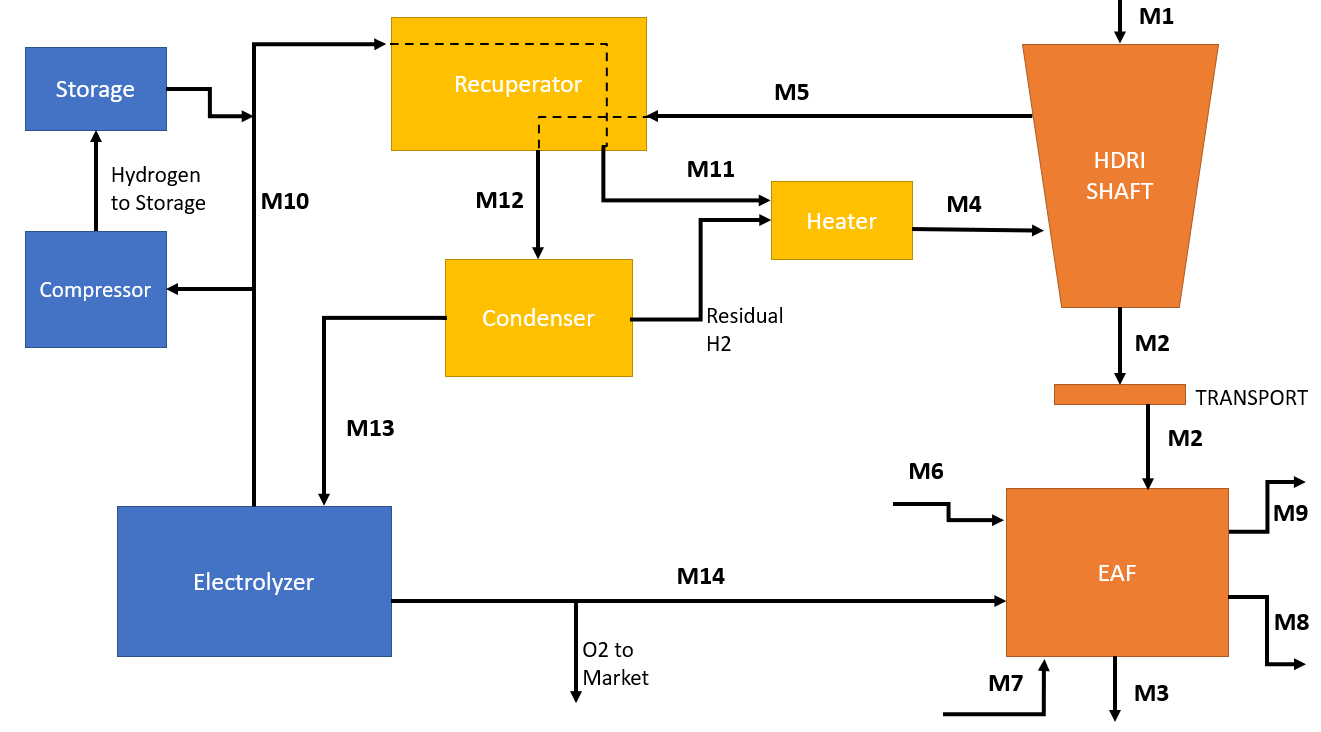 M1
Storage
Recuperator
M5
HDRI
SHAFT
Hydrogen
to Storage
M10
M12
M11
Heater
M4
Compressor
Condenser
Residual
H2
M2
TRANSPORT
M13
M2
M6
M9
Electrolyzer
M14
EAF
M8
O2 to
Market
M7
M3